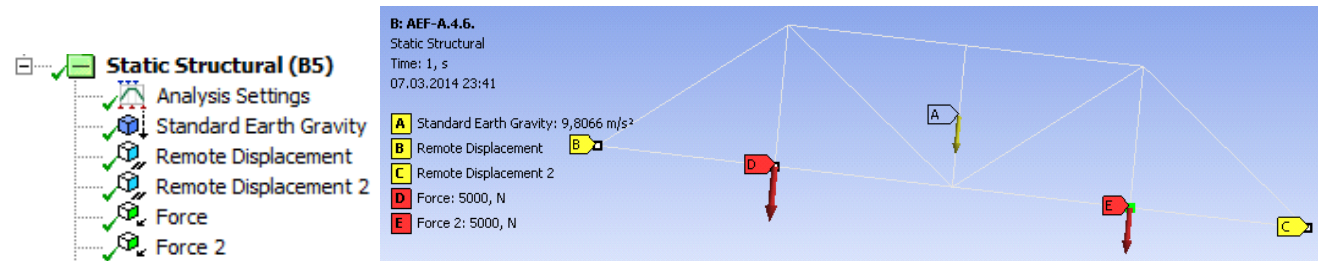 Static Structural (B5)
Analysis Settings
Standard Earth Gravity
Remote Displacement
Remote Displacement 2
Force
Force 2
B: AEF-A.4.6.
Static Structural
Time: 1, s
07.03.2014 23:41
A Standard Earth Gravity: 9,8066 m/s²
B Remote Displacement
C Remote Displacement 2
D Force: 5000, N
E Force 2: 5000, N
A
B
D
E
C